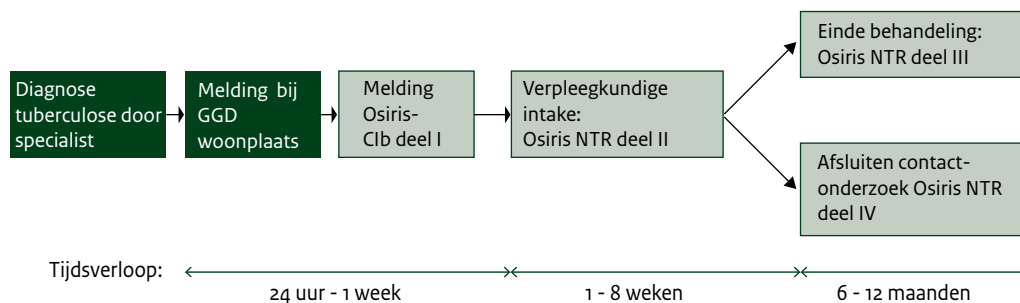 Diagnose
tuberculose door
specialist
Melding bij
GGD
woonplaats
Melding
Osiris-
CIb deel I
Verpleegkundige
intake:
Osiris NTR deel II
Einde behandeling:
Osiris NTR deel III
Afsluiten contact-
onderzoek Osiris NTR
deel IV
Tijdsverloop:
24 uur - 1 week
1 - 8 weken
6 - 12 maanden